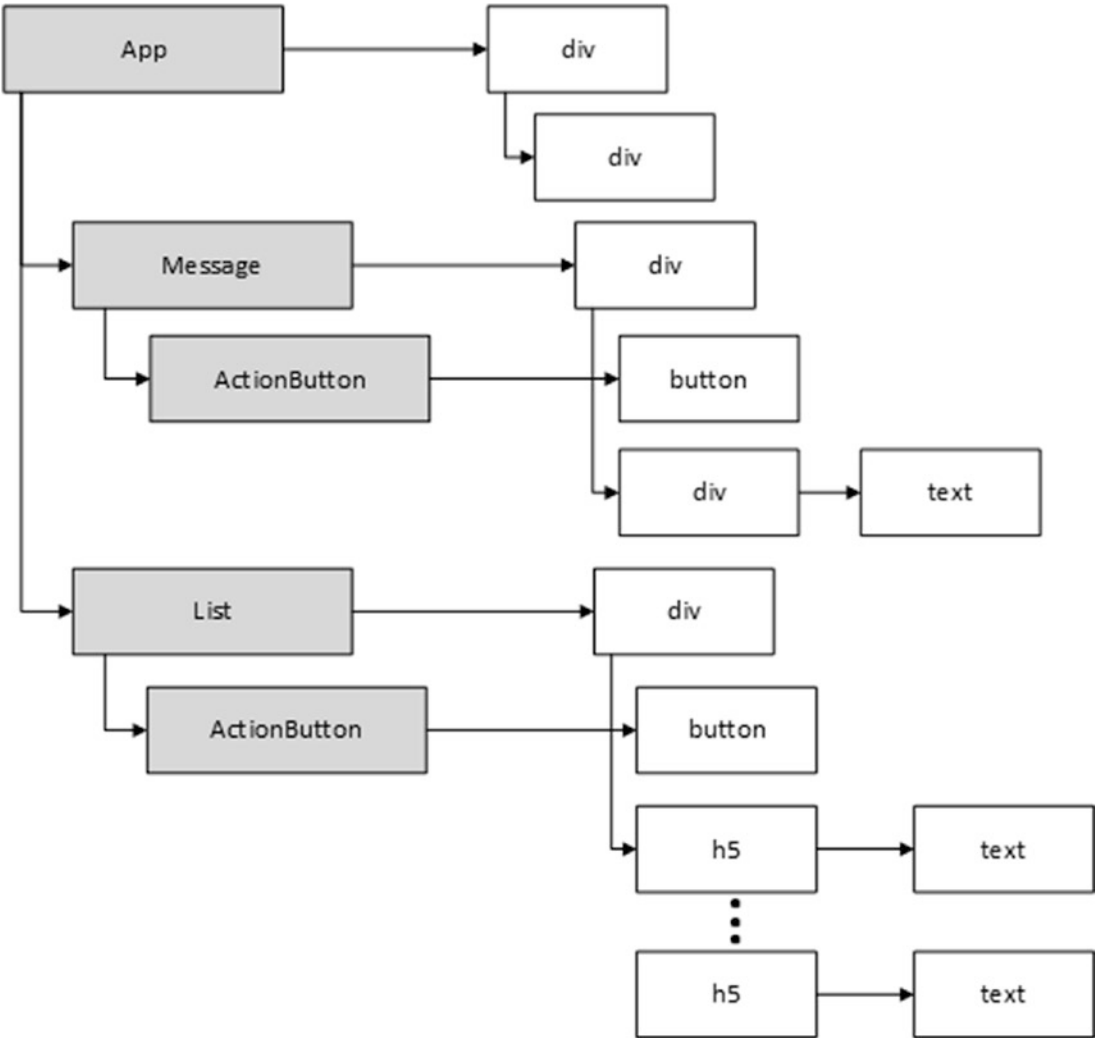 App
div
div
Message
div
ActionButton
button
div
text
List
div
ActionButton
button
h5
text
h5
text